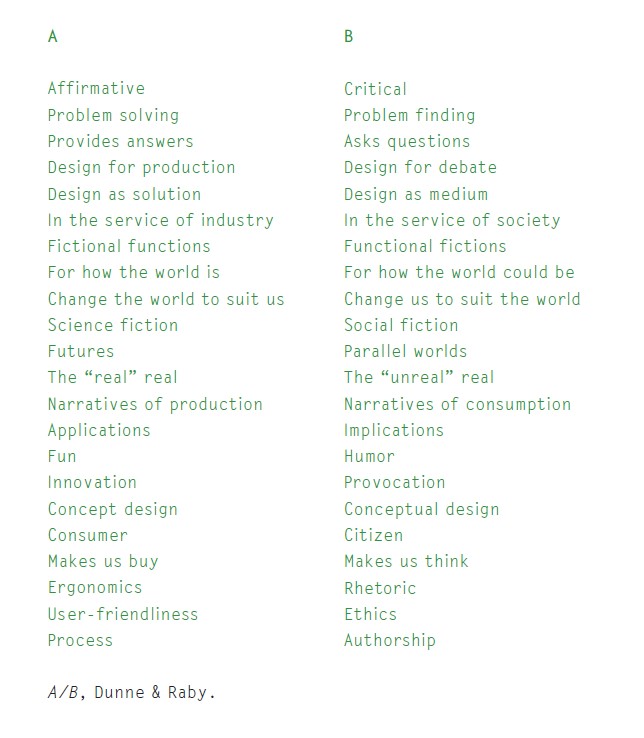 A B
Affirmative Critical
Problem solving Problem finding
Provides answers Asks questions
Design for production Design for debate
Design as solution Design as medium
In the service of industry In the service of society
Fictional functions Functional fictions
For how the world is For how the world could be
Change the world to suit us Change us to suit the world
Science fiction Social fiction
Futures Parallel worlds
The “real” real The “unreal” real
Narratives of production Narratives of consumption
Applications Implications
Fun Humor
Innovation Provocation
Concept design Conceptual design
Consumer Citizen
Makes us buy Makes us think
Ergonomics Rhetoric
User-friendliness Ethics
Process Authorship
A/B, Dunne & Raby.